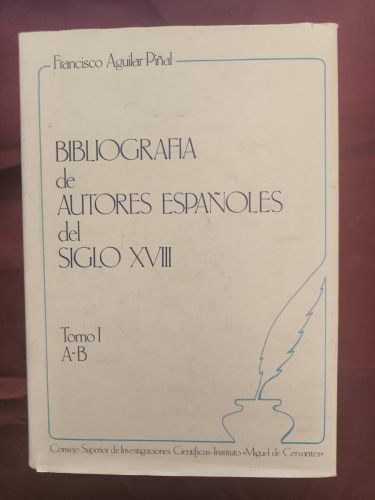 Francisco Aguilar Piñal
BIBLIOGRAFIA
de
AUTORES ESPAÑOLES
del
SIGLO XVIII
Tomo I
A-B
Consejo Superior de Investigaciones Científicas-Instituto «Miguel de Cervantes»